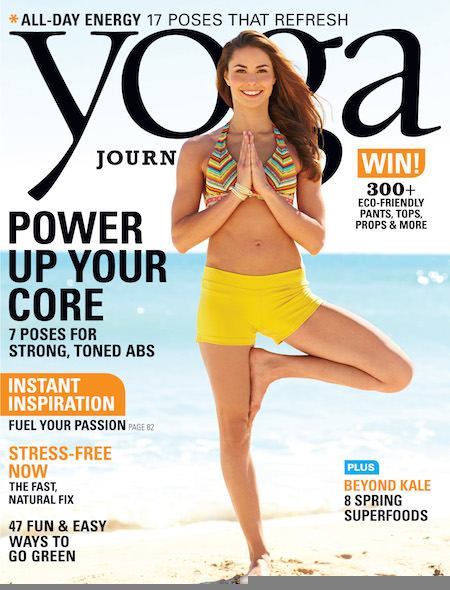 *ALL-DAY ENERGY 17 POSES THAT REFRESH
yoga
JOURN
WIN!
300+
ECO-FRIENDLY
PANTS, TOPS,
PROPS & MORE
POWER
UP YOUR
CORE
7 POSES FOR
STRONG, TONED ABS
INSTANT
INSPIRATION
FUEL YOUR PASSION PAGE 82
STRESS-FREE
NOW
THE FAST,
NATURAL FIX
47 FUN & EASY
WAYS TO
GO GREEN
PLUS
BEYOND KALE
8 SPRING
SUPERFOODS